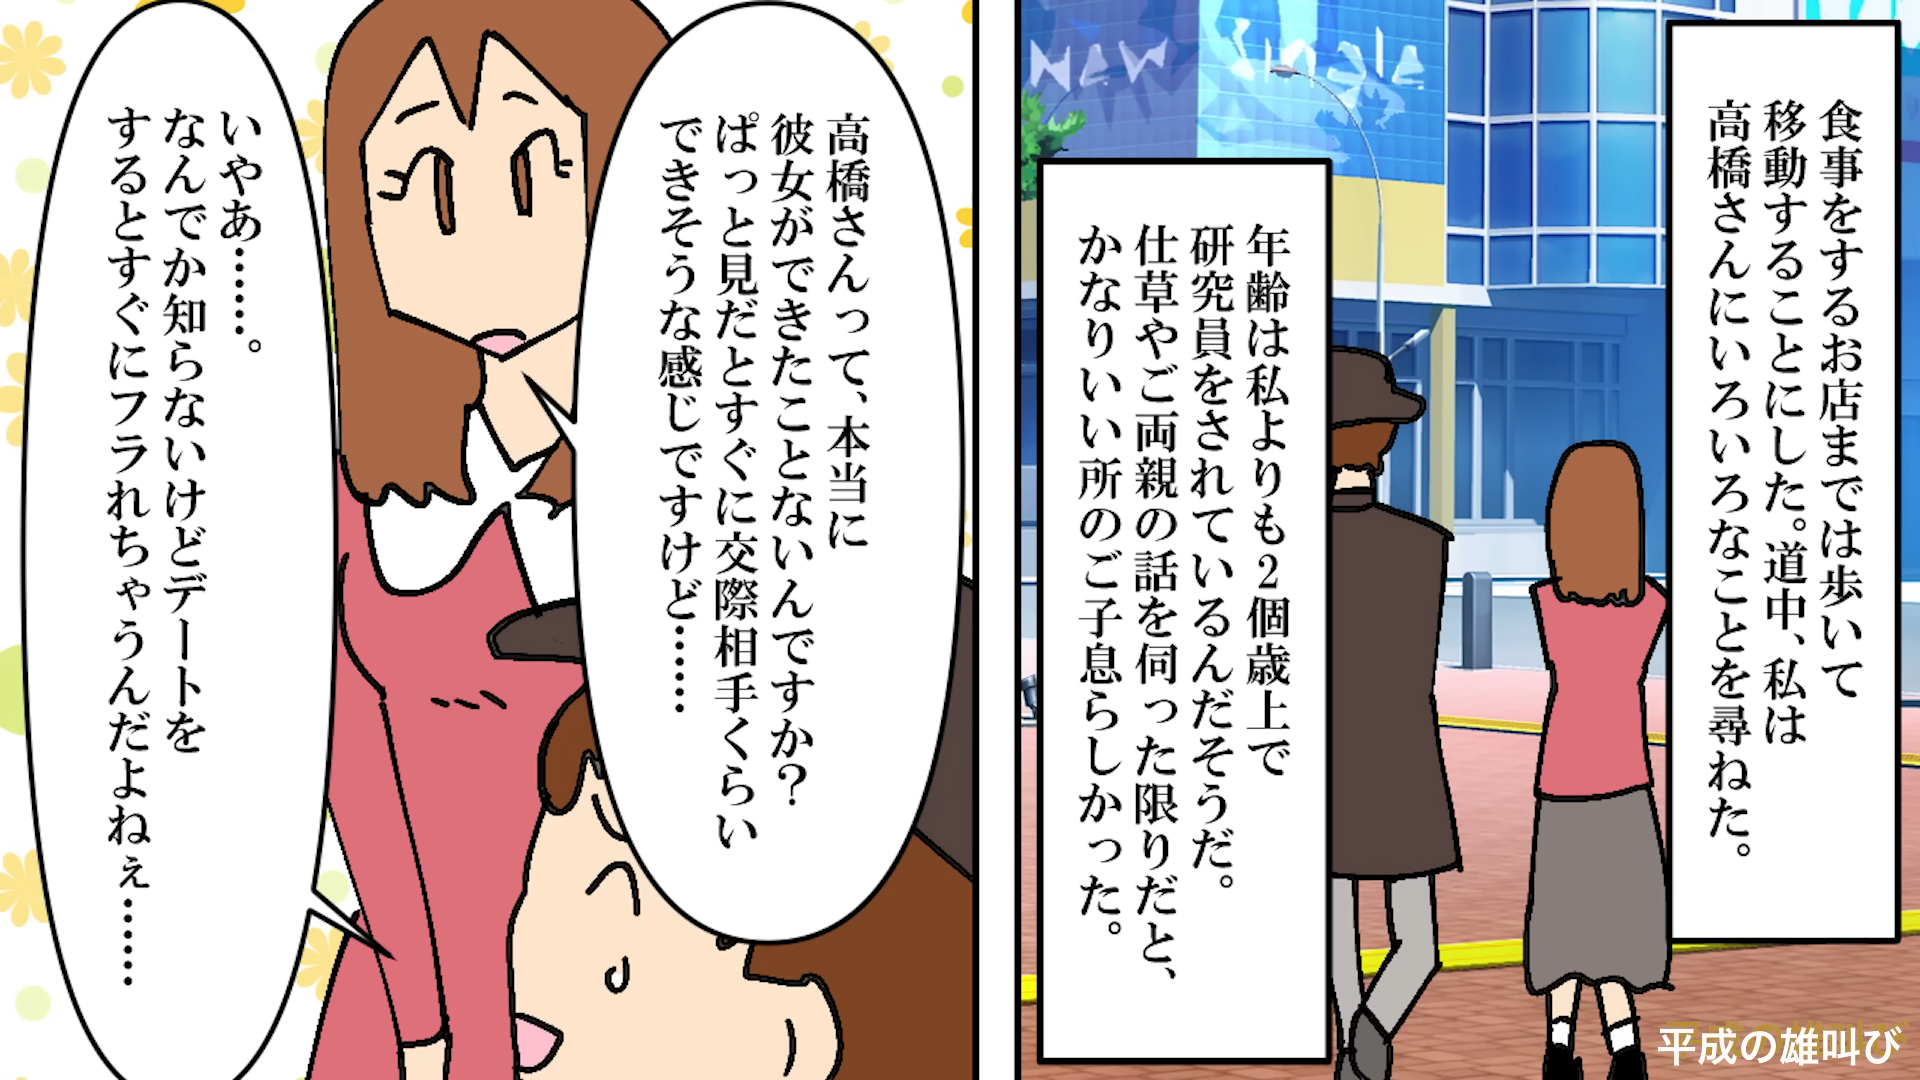 食事をするお店までは歩いて
移動することにした。道中、私は
高橋さんにいろいろなことを尋ねた。
年齢は私よりも2個歳上で
研究員をされているんだそうだ。
仕草やご両親の話を伺った限りだと、
かなりいい所のご子息らしかった。
高橋さんって、本当に
彼女ができたことないんですか?
ぱっと見だとすぐに交際相手くらい
できそうな感じですけど……
いやあ……。
なんでか知らないけどデートを
するとすぐにフラれちゃうんだよねぇ……
NEW
平成の雄叫び